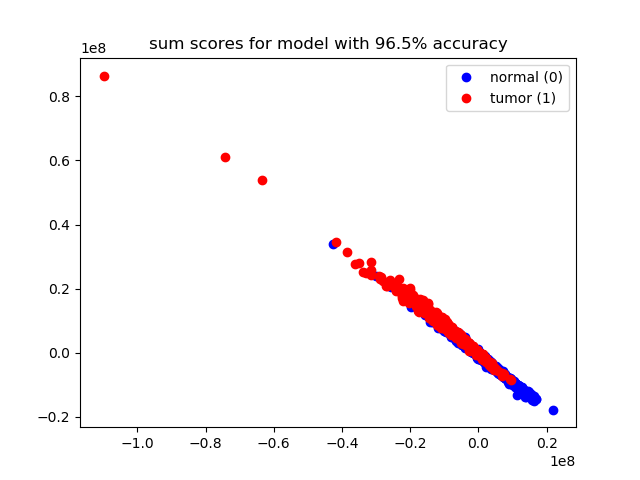 sum scores for model with 96.5% accuracy
1e8
normal (0)
tumor (1)
0.8
0.6
0.4
0.2
0.0
−0.2
−1.0 −0.8 −0.6 −0.4 −0.2 0.0 0.2
1e8